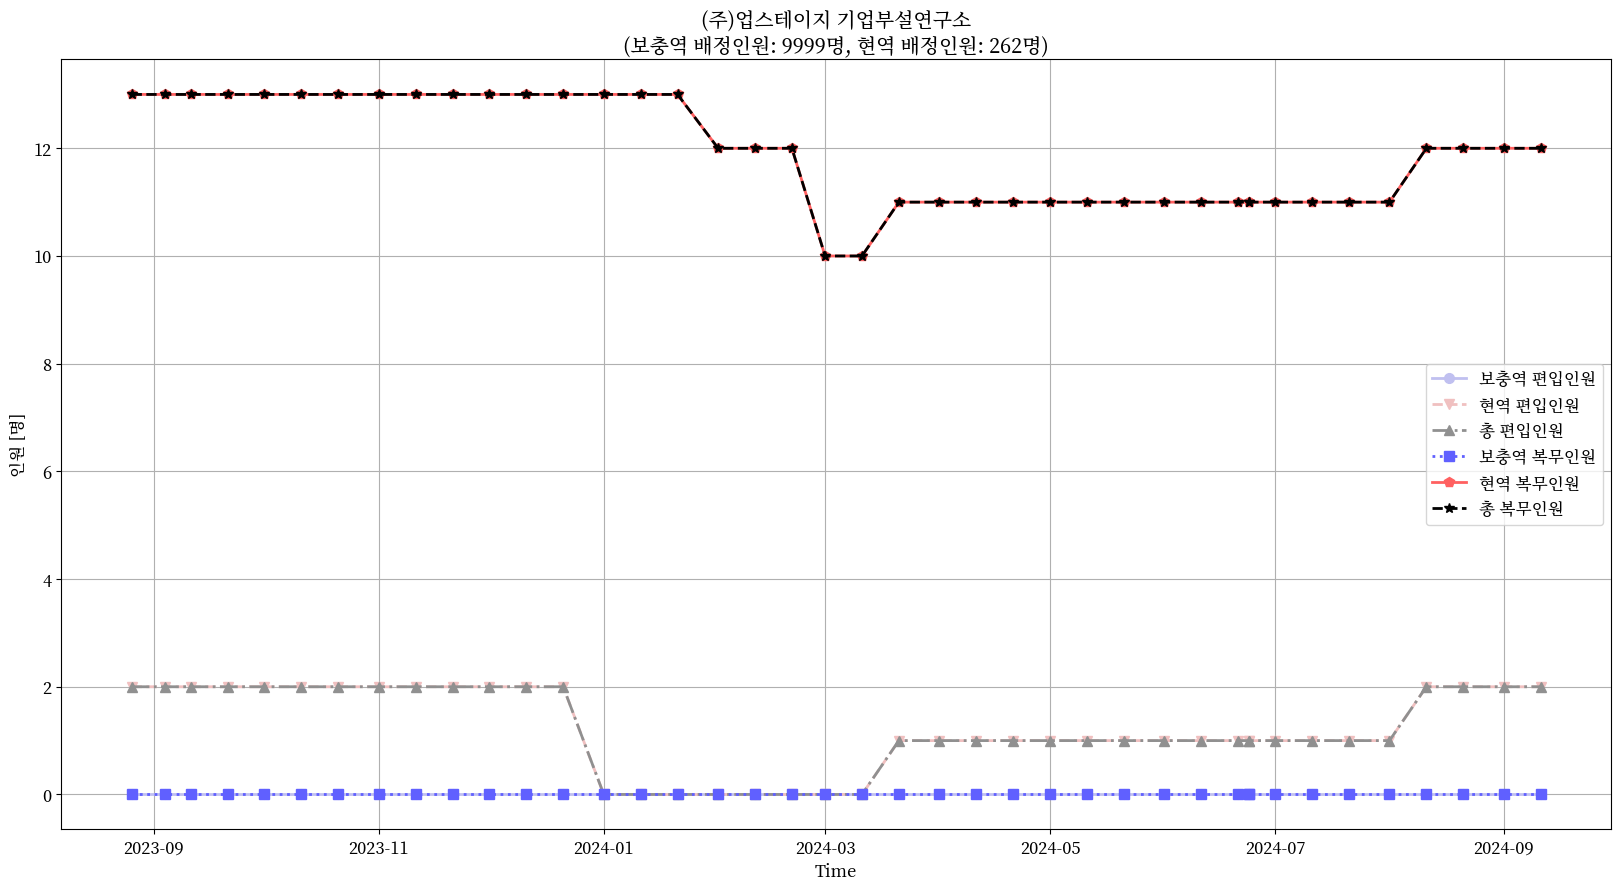 (주)업스테이지 기업부설연구소
(보충역 배정인원: 9999명, 현역 배정인원: 262명)
인원 [명]
12
10
8
6
4
2
0
보충역 편입인원
현역 편입인원
총 편입인원
보충역 복무인원
현역 복무인원
총 복무인원
2023-09
2023-11
2024-01
2024-03
2024-05
2024-07
2024-09
Time